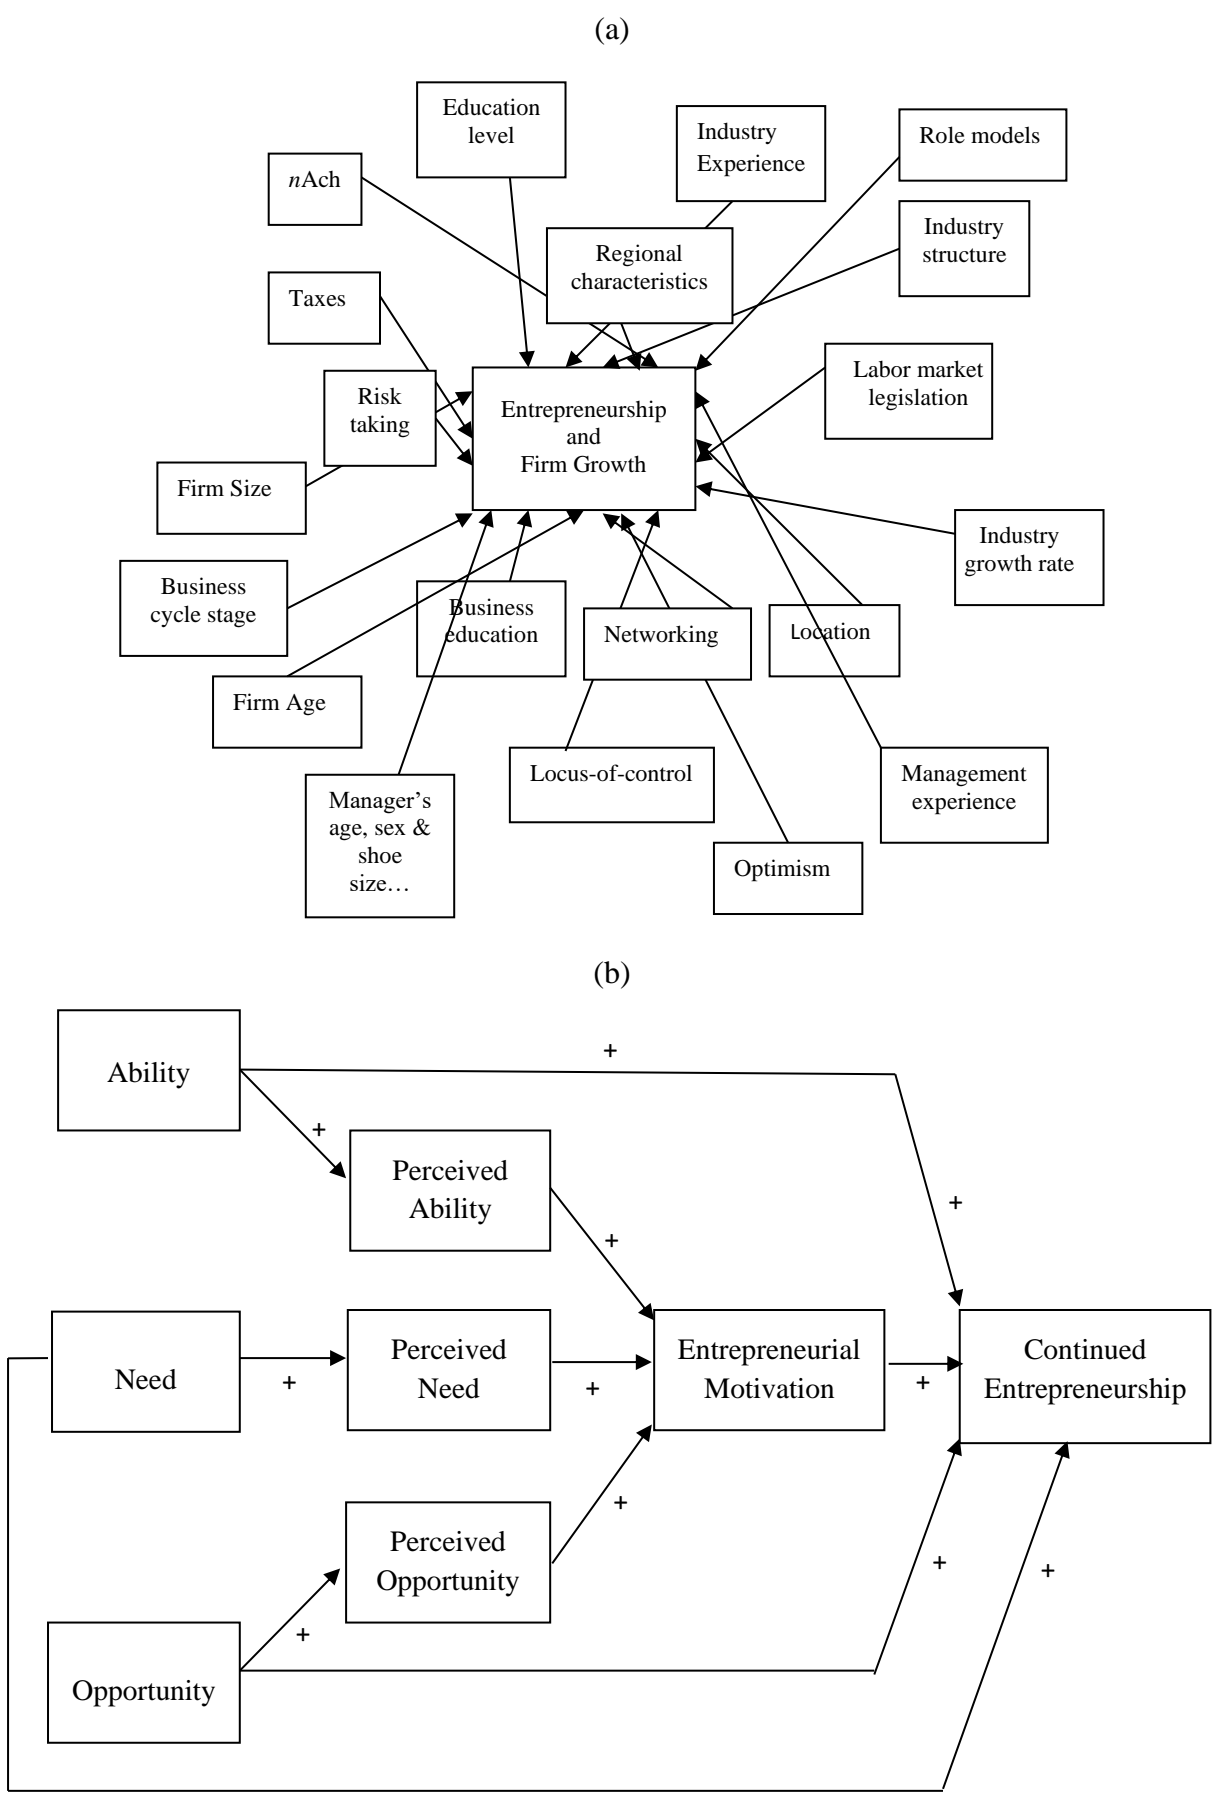 (a)
Education
level
Industry
Experience
Role models
nAch
Industry
structure
Regional
characteristics
Taxes
Labor market
legislation
Risk
taking
Entrepreneurship
and
Firm Growth
Firm Size
Industry
growth rate
Business
cycle stage
Business
education
Networking
Location
Firm Age
Locus-of-control
Management
experience
Manager’s
age, sex &
shoe
size…
Optimism
(b)
Ability
+
+
Perceived
Ability
+
+
Need
+
Perceived
Need
+
Entrepreneurial
Motivation
+
Continued
Entrepreneurship
Perceived
Opportunity
+
+
+
+
Opportunity